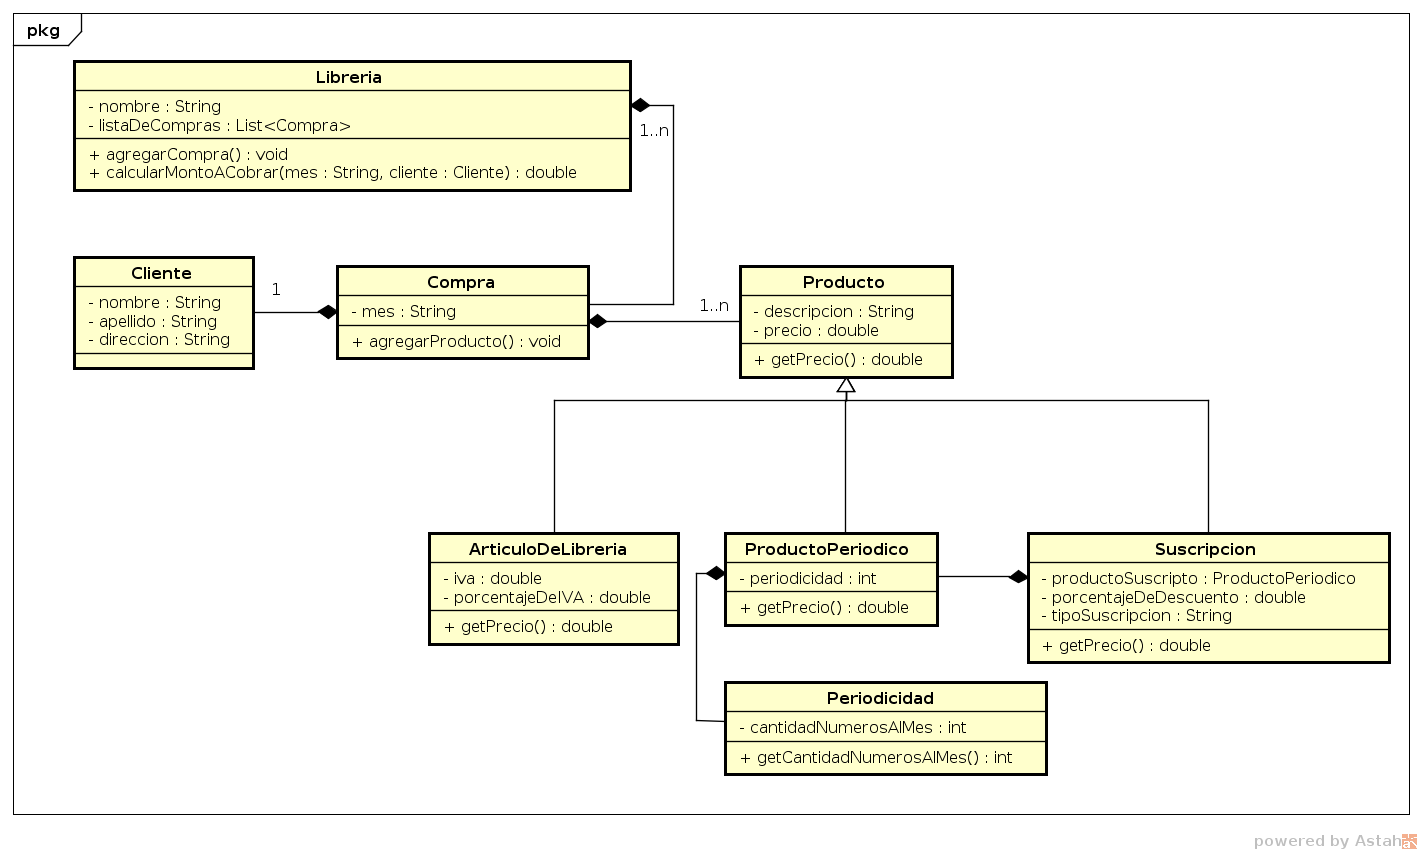 pkg
Libreria
- nombre : String
- listaDeCompras : List<Compra>
+ agregarCompra() : void
+ calcularMontoACobrar(mes : String, cliente : Cliente) : double
1..n
Cliente
- nombre : String
- apellido : String
- direccion : String
1
Compra
- mes : String
+ agregarProducto() : void
1..n
Producto
- descripcion : String
- precio : double
+ getPrecio() : double
ArticuloDeLibreria
- iva : double
- porcentajeDeIVA : double
+ getPrecio() : double
ProductoPeriodico
- periodicidad : int
+ getPrecio() : double
Suscripcion
- productoSuscripto : ProductoPeriodico
- porcentajeDeDescuento : double
- tipoSuscripcion : String
+ getPrecio() : double
Periodicidad
- cantidadNumerosAlMes : int
+ getCantidadNumerosAlMes() : int
powered by Astah